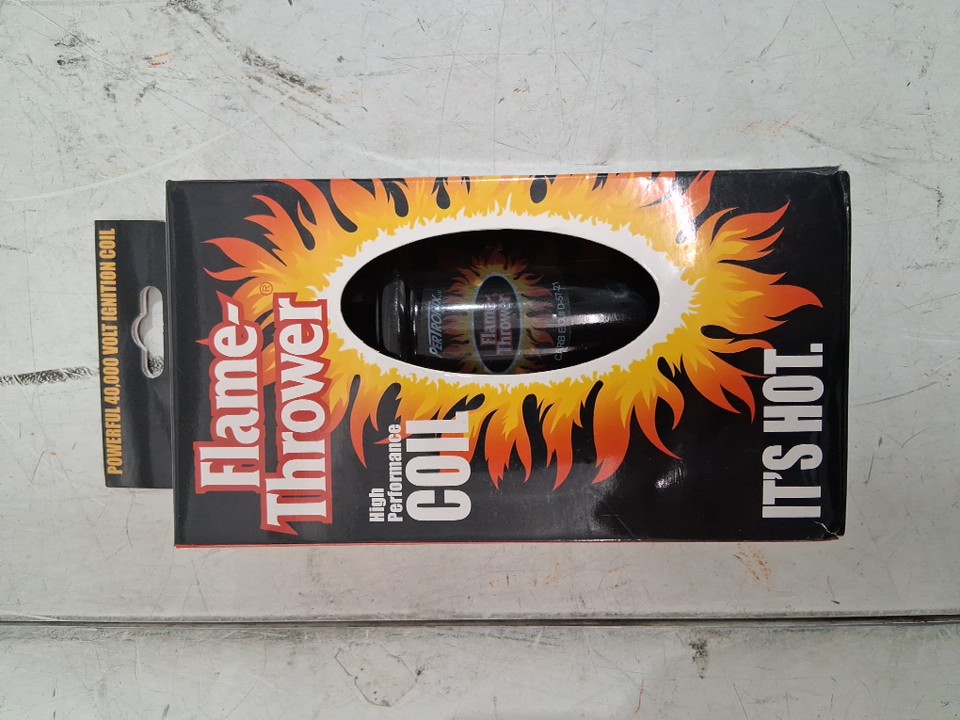 POWERFUL 40,000 VOLT IGNITION COIL
Flame-
Thrower®
High
Performance
COIL
PERTRONIX
Flame
Thrower
IT'S HOT.